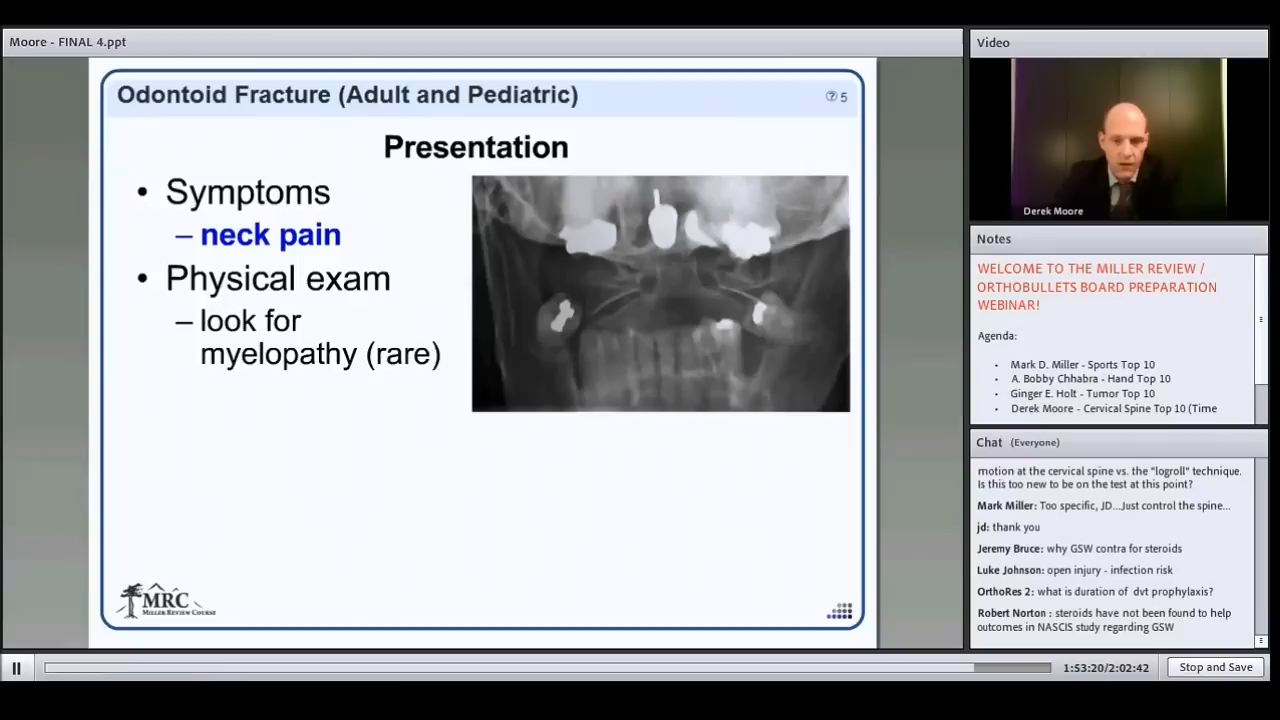 Moore - FINAL 4.ppt
Odontoid Fracture (Adult and Pediatric)
? 5
Presentation
• Symptoms
– neck pain
• Physical exam
– look for
myelopathy (rare)
MRC
MILLER REVIEW COURSE
Video
Derek Moore
Notes
WELCOME TO THE MILLER REVIEW /
ORTHOBULLETS BOARD PREPARATION
WEBINAR!
Agenda:
• Mark D. Miller - Sports Top 10
• A. Bobby Chhabra - Hand Top 10
• Ginger E. Holt - Tumor Top 10
• Derek Moore - Cervical Spine Top 10 (Time
Chat (Everyone)
motion at the cervical spine vs. the "logroll" technique.
Is this too new to be on the test at this point?
Mark Miller: Too specific, JD...Just control the spine...
jd: thank you
Jeremy Bruce: why GSW contra for steroids
Luke Johnson: open injury - infection risk
OrthoRes 2: what is duration of dvt prophylaxis?
Robert Norton : steroids have not been found to help
outcomes in NASCIS study regarding GSW
1:53:20/2:02:42
Stop and Save